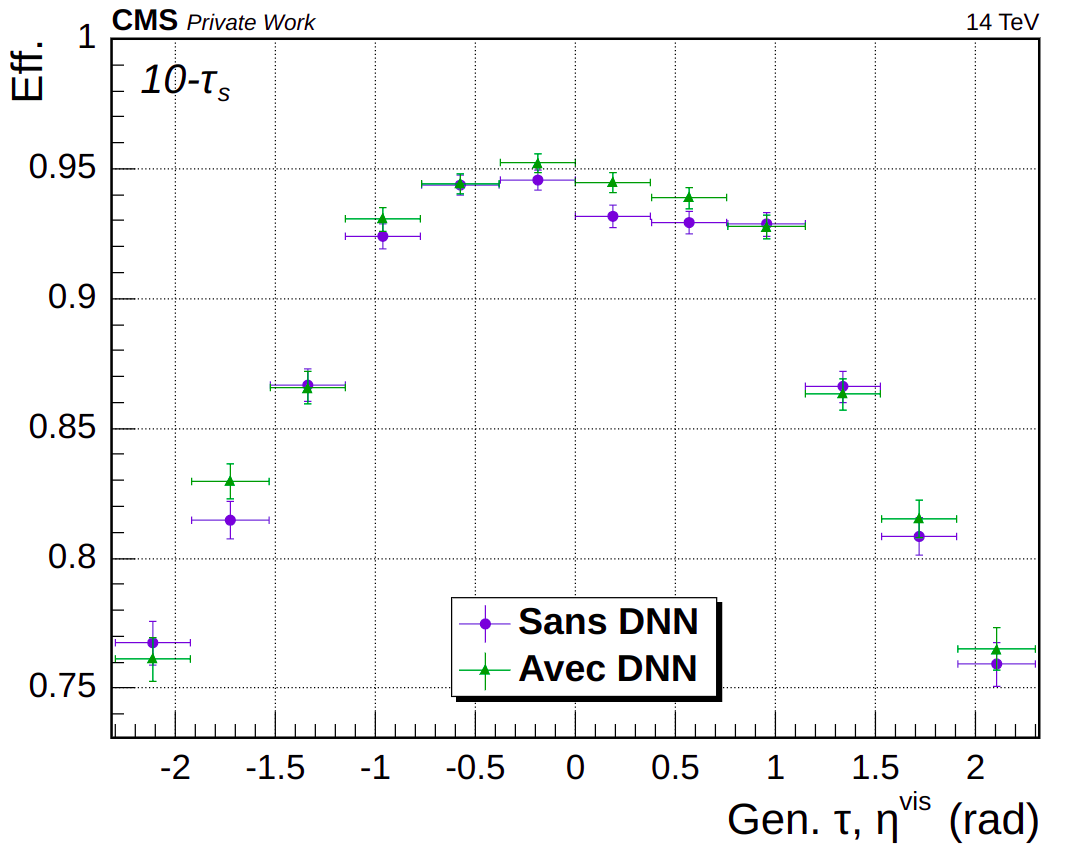 CMS Private Work 14 TeV
Eff.
10-τs
1
0.95
0.9
0.85
0.8
0.75
Sans DNN
Avec DNN
-2 -1.5 -1 -0.5 0 0.5 1 1.5 2
Gen. τ, η^vis (rad)